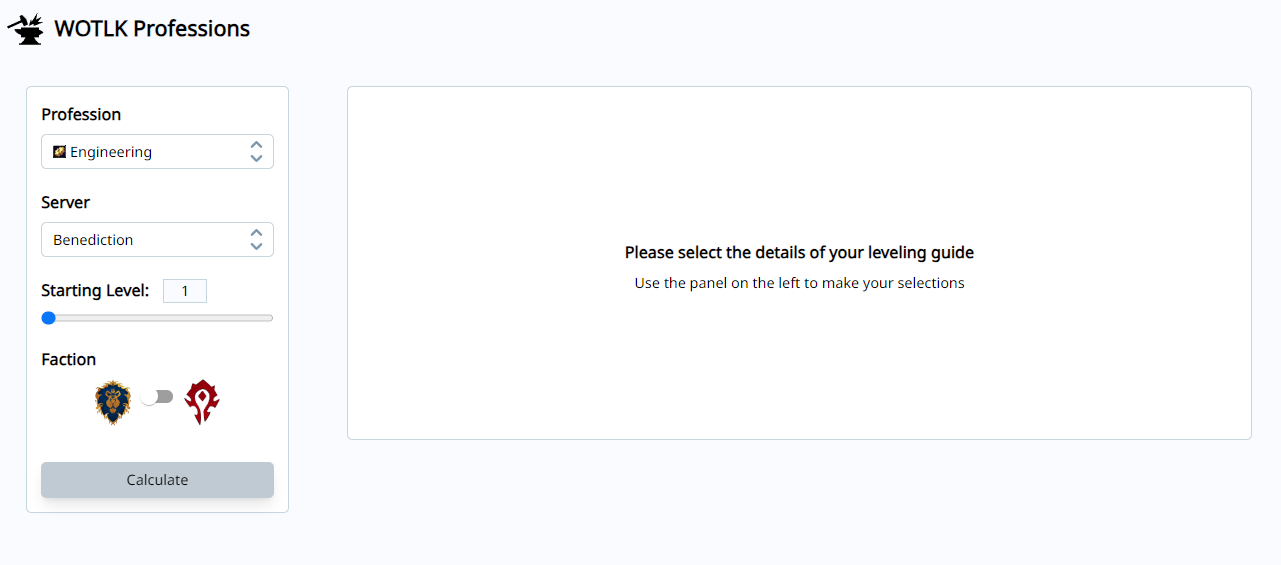 WOTLK Professions
Profession
Engineering
Server
Benediction
Starting Level: 1
Faction
Calculate
Please select the details of your leveling guide
Use the panel on the left to make your selections